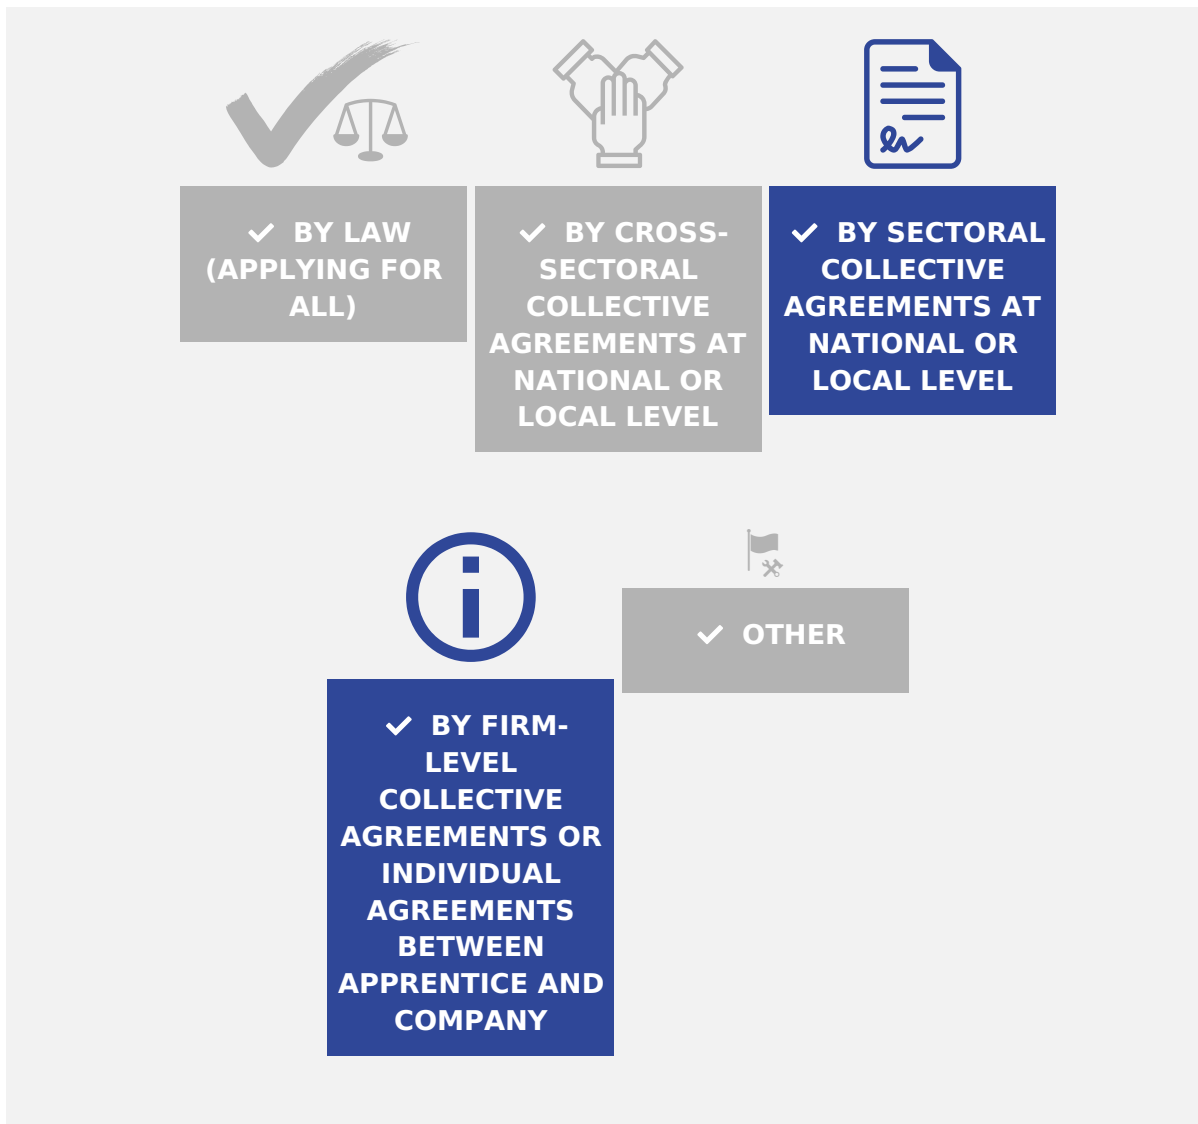 BY LAW
(APPLYING FOR
ALL)
BY CROSS-
SECTORAL
COLLECTIVE
AGREEMENTS AT
NATIONAL OR
LOCAL LEVEL
BY SECTORAL
COLLECTIVE
AGREEMENTS AT
NATIONAL OR
LOCAL LEVEL
BY FIRM-
LEVEL
COLLECTIVE
AGREEMENTS OR
INDIVIDUAL
AGREEMENTS
BETWEEN
APPRENTICE AND
COMPANY
OTHER